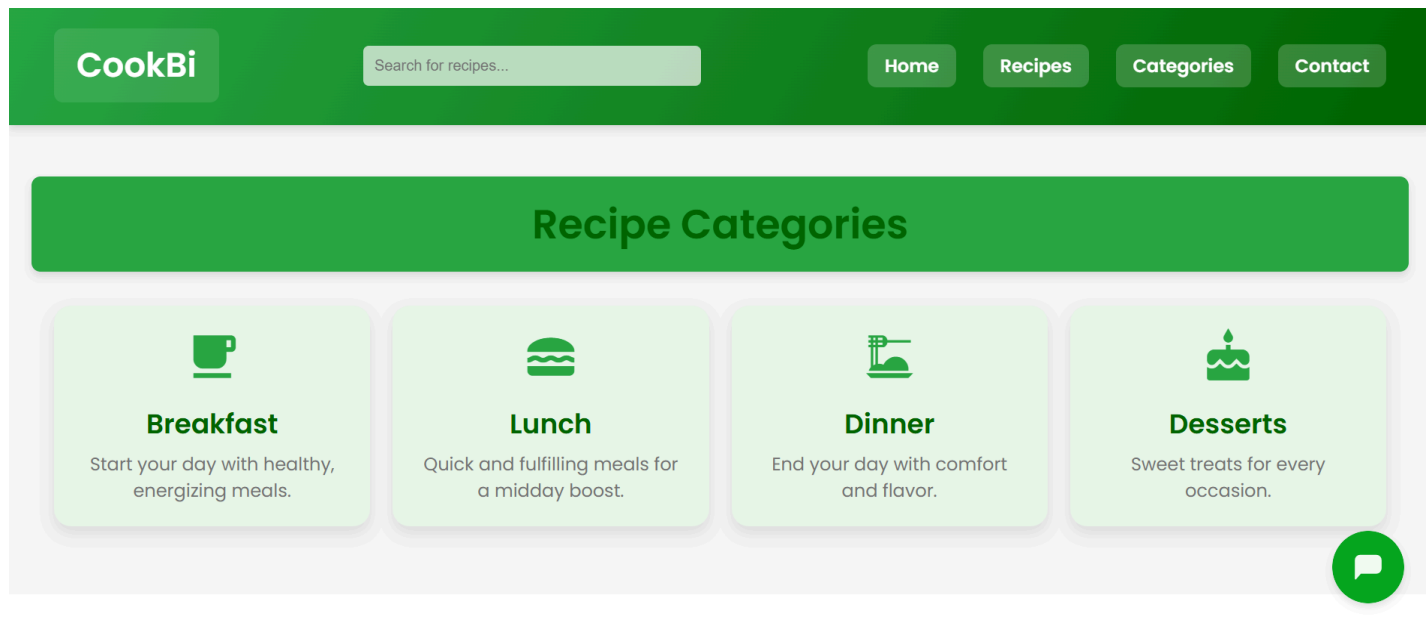 CookBi
Search for recipes...
Home
Recipes
Categories
Contact
Recipe Categories
Breakfast
Start your day with healthy,
energizing meals.
Lunch
Quick and fulfilling meals for
a midday boost.
Dinner
End your day with comfort
and flavor.
Desserts
Sweet treats for every
occasion.